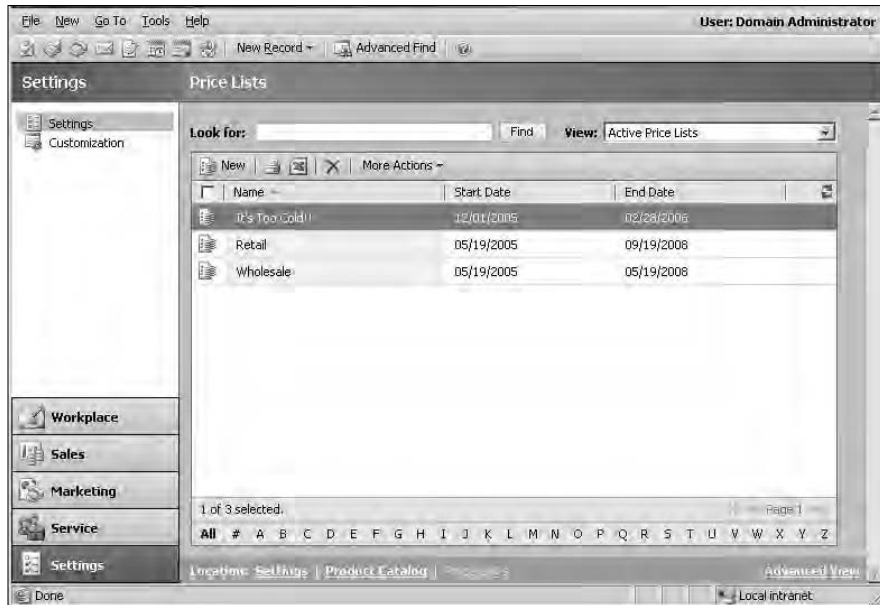 File New Go To Tools Help User: Domain Administrator
New Record Advanced Find
Settings Price Lists
Settings
Customization
Look for: Find View: Active Price Lists
New More Actions
Name Start Date End Date
It's Too Cold!! 12/01/2005 02/28/2006
Retail 05/19/2005 09/19/2008
Wholesale 05/19/2005 05/19/2008
Workplace
Sales
Marketing
Service
Settings
1 of 3 selected. Page 1
All # A B C D E F G H I J K L M N O P Q R S T U V W X Y Z
Location: Settings | Product Catalog | Advanced View
Done Local intranet